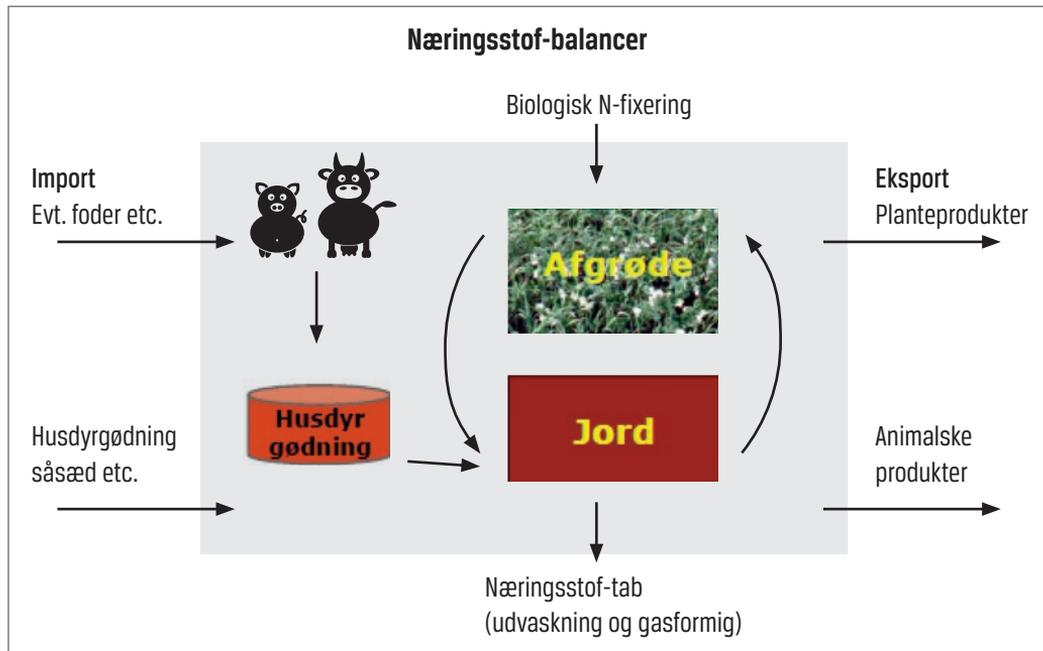 Næringsstof-balancer
Biologisk N-fixering
Import
Evt. foder etc.
Eksport
Planteprodukter
Afgrøde
Husdyr
gødning
Jord
Husdyrgødning
såsæd etc.
Animalske
produkter
Næringsstof-tab
(udvaskning og gasformig)